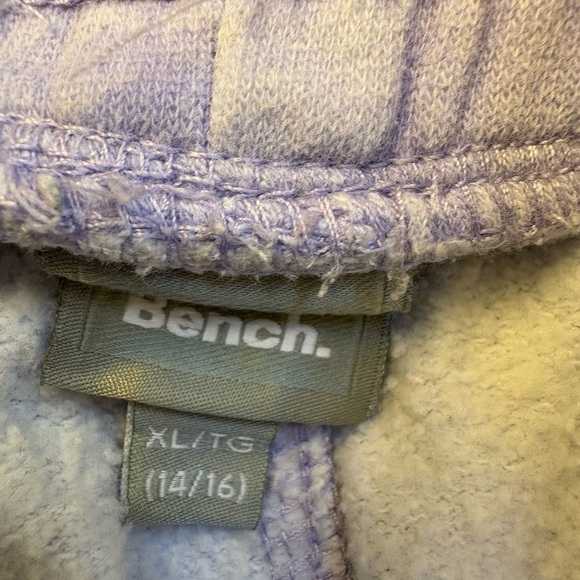 Bench.
XL/TG
(14/16)